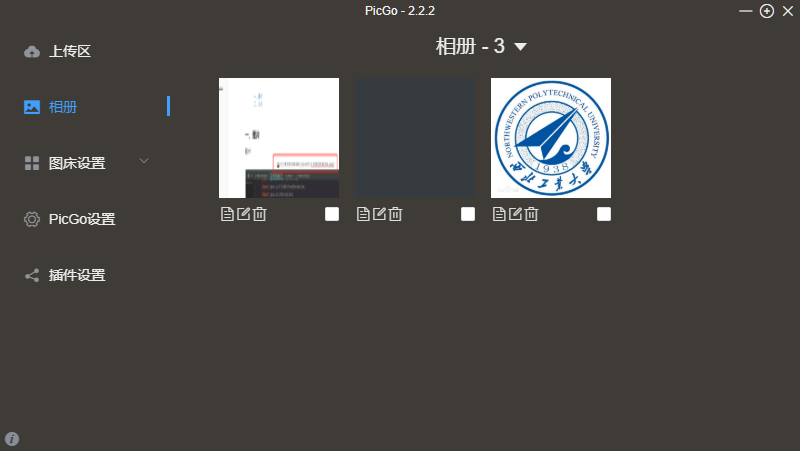 PicGo - 2.2.2
上传区
相册
图床设置
PicGo设置
插件设置
相册 - 3
NORTHWESTERN POLYTECHNICAL UNIVERSITY
1938
西北工业大学